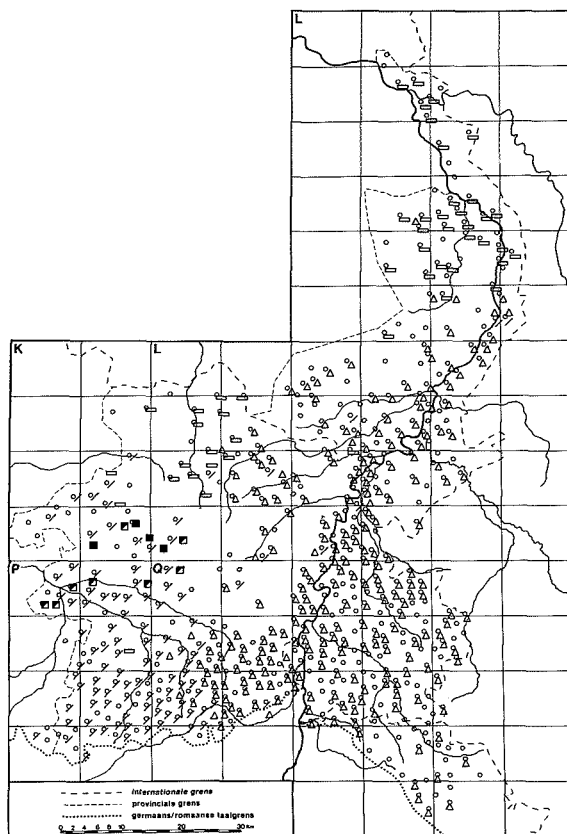 L
K L
P Q
internationale grens
provinciale grens
germaans/romaanse taalgrens
0 2 4 6 8 10 20 30 Km